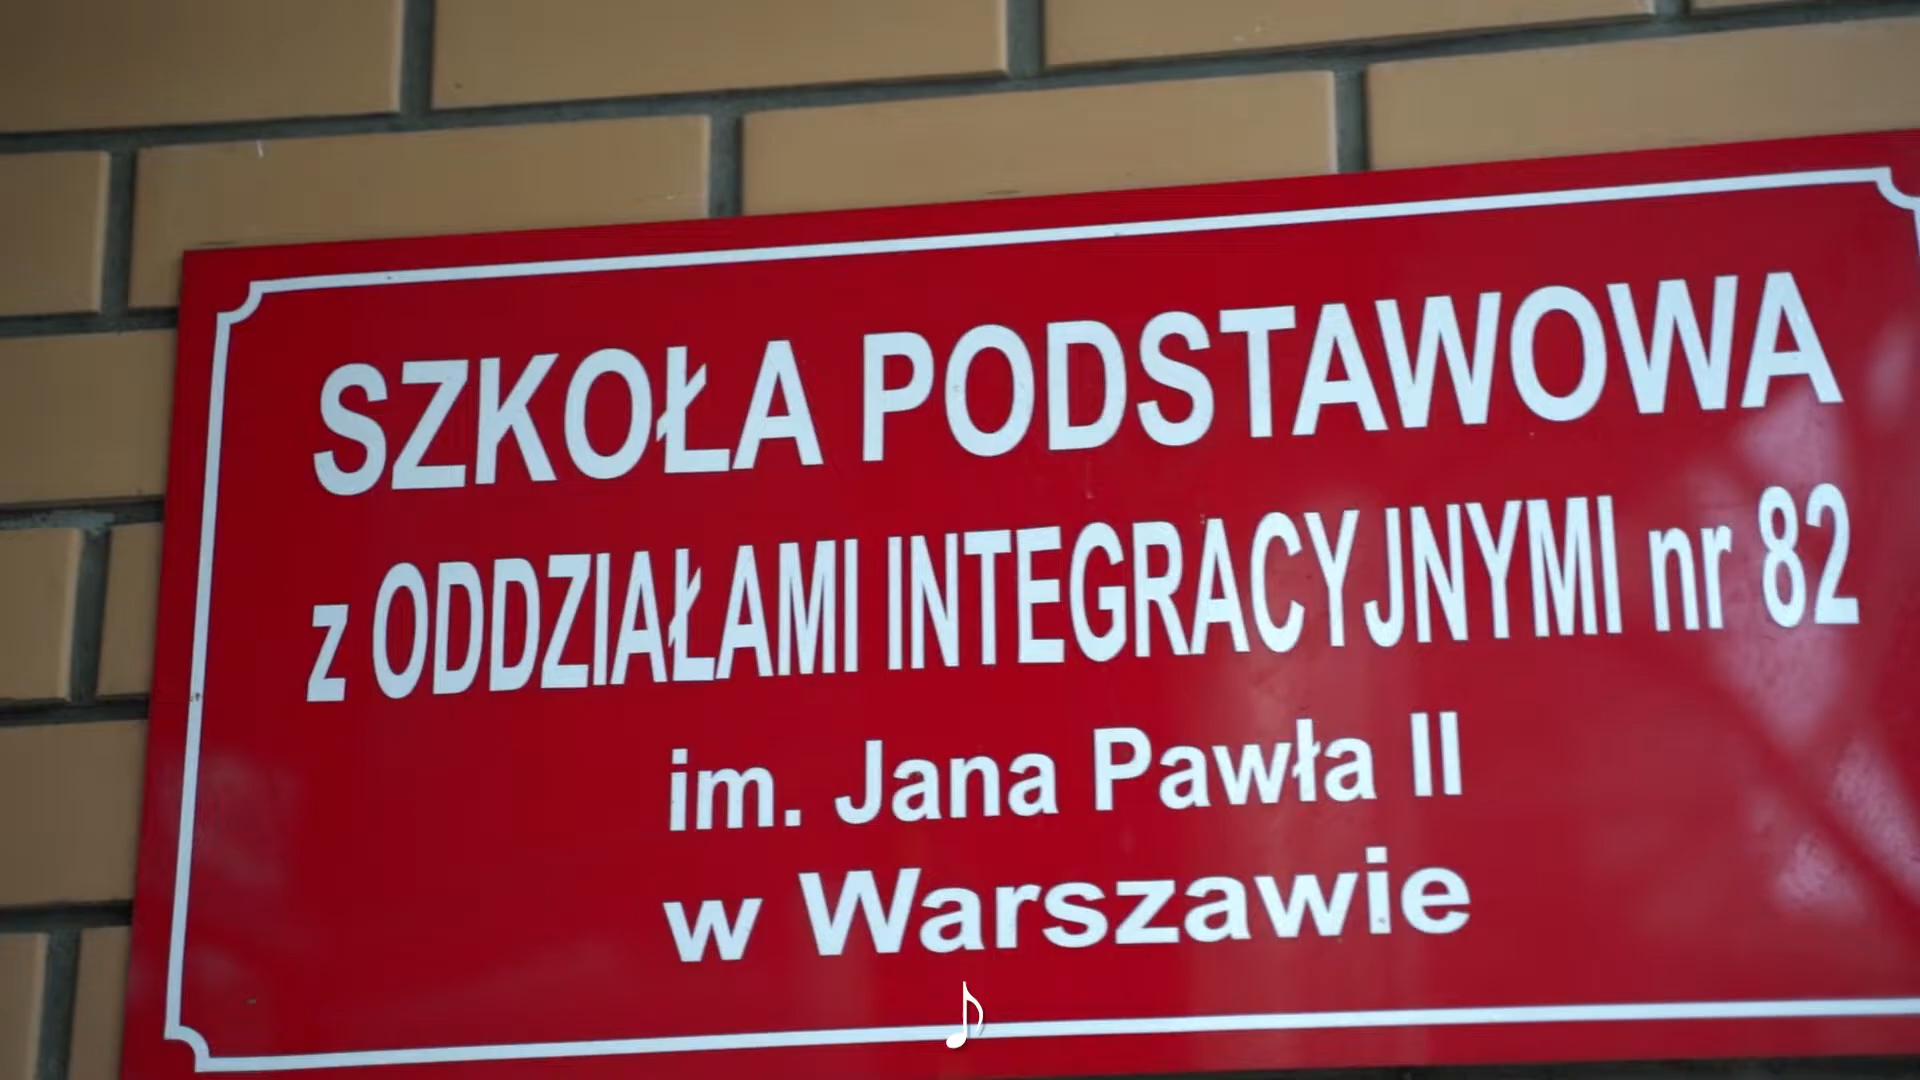 SZKOŁA PODSTAWOWA
z ODDZIAŁAMI INTEGRACYJNYMI nr 82
im. Jana Pawła II
w Warszawie
♪